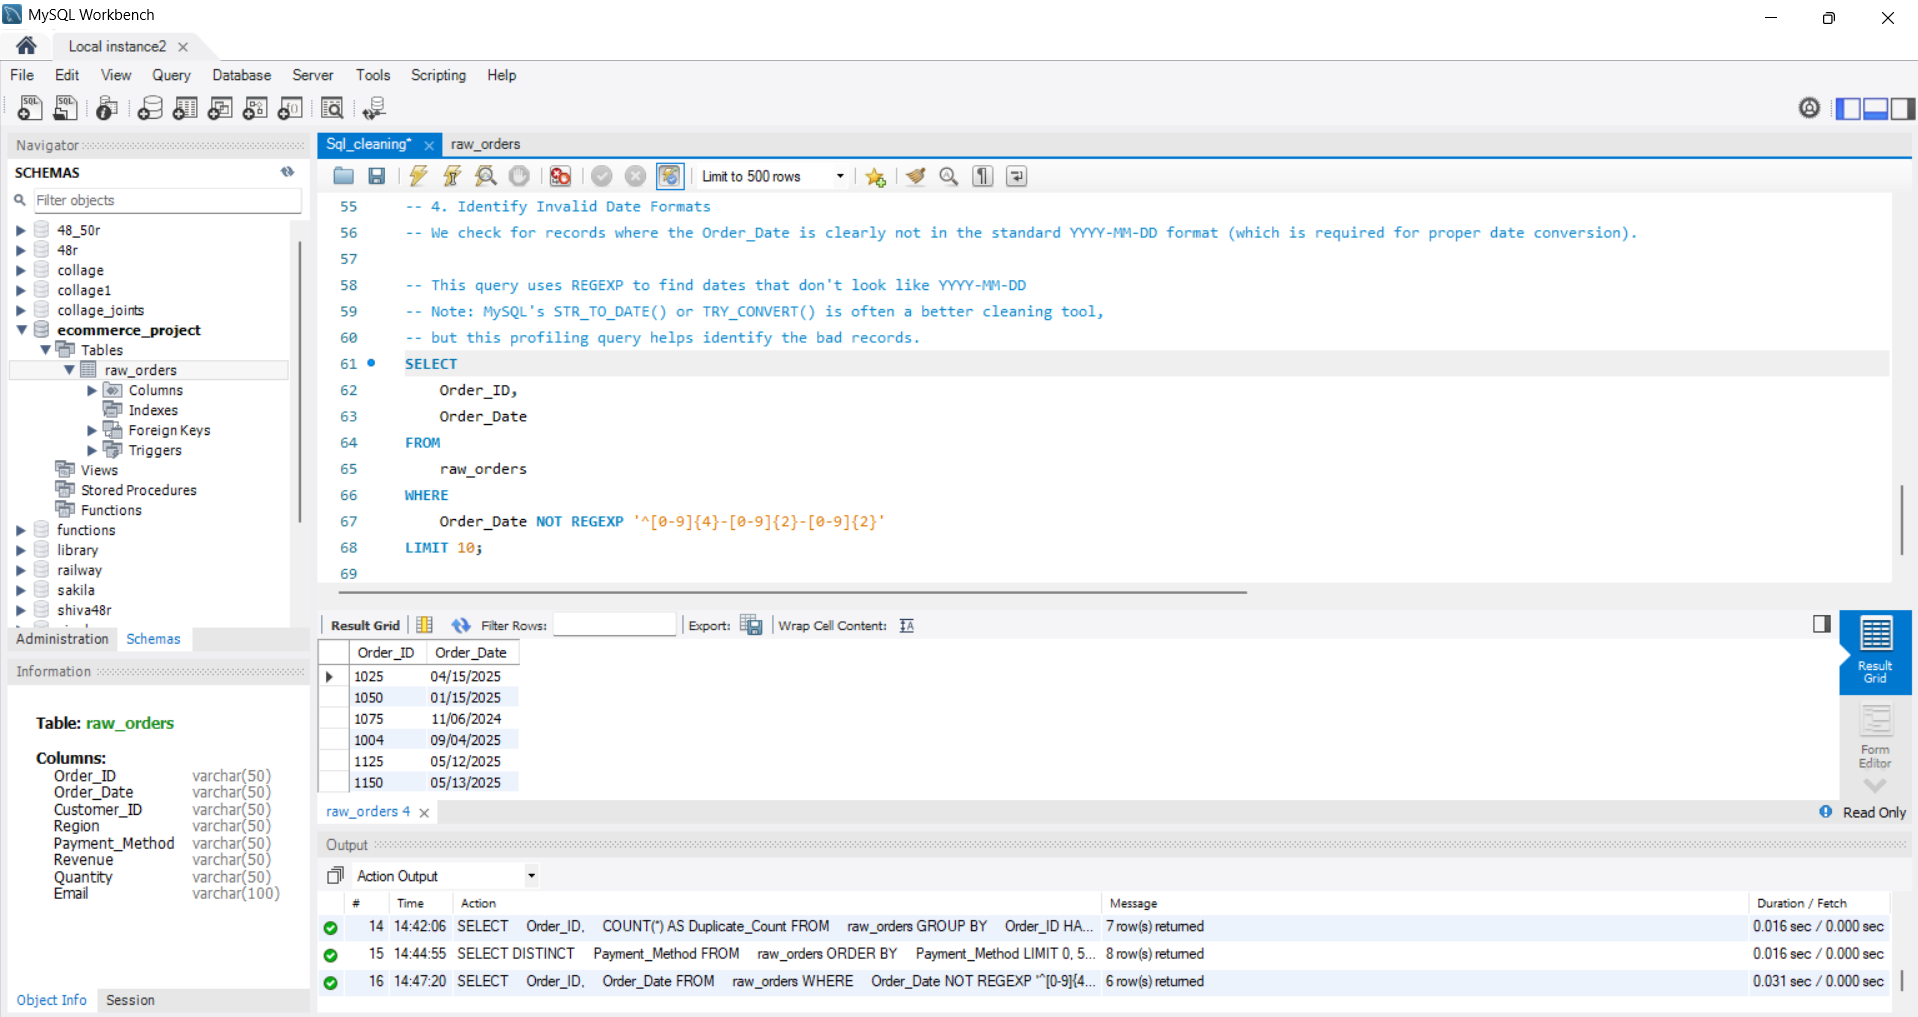 MySQL Workbench
Local instance2
File Edit View Query Database Server Tools Scripting Help
Navigator
SCHEMAS
Filter objects
48_50r
48r
collage
collage1
collage_joints
ecommerce_project
Tables
raw_orders
Columns
Indexes
Foreign Keys
Triggers
Views
Stored Procedures
Functions
functions
library
railway
sakila
shiva48r
Administration Schemas
Information
Table: raw_orders
Columns:
Order_ID varchar(50)
Order_Date varchar(50)
Customer_ID varchar(50)
Region varchar(50)
Payment_Method varchar(50)
Revenue varchar(50)
Quantity varchar(50)
Email varchar(100)
Object Info Session
Sql_cleaning* raw_orders
Limit to 500 rows
55 -- 4. Identify Invalid Date Formats
56 -- We check for records where the Order_Date is clearly not in the standard YYYY-MM-DD format (which is required for proper date conversion).
57
58 -- This query uses REGEXP to find dates that don't look like YYYY-MM-DD
59 -- Note: MySQL's STR_TO_DATE() or TRY_CONVERT() is often a better cleaning tool,
60 -- but this profiling query helps identify the bad records.
61 SELECT
62 Order_ID,
63 Order_Date
64 FROM
65 raw_orders
66 WHERE
67 Order_Date NOT REGEXP '^[0-9]{4}-[0-9]{2}-[0-9]{2}'
68 LIMIT 10;
69
Result Grid Filter Rows: Export: Wrap Cell Content:
Order_ID Order_Date
1025 04/15/2025
1050 01/15/2025
1075 11/06/2024
1004 09/04/2025
1125 05/12/2025
1150 05/13/2025
Result
Grid
Form
Editor
raw_orders 4
Read Only
Output
Action Output
# Time Action Message Duration / Fetch
14 14:42:06 SELECT Order_ID, COUNT(*) AS Duplicate_Count FROM raw_orders GROUP BY Order_ID HA... 7 row(s) returned 0.016 sec / 0.000 sec
15 14:44:55 SELECT DISTINCT Payment_Method FROM raw_orders ORDER BY Payment_Method LIMIT 0, 5... 8 row(s) returned 0.016 sec / 0.000 sec
16 14:47:20 SELECT Order_ID, Order_Date FROM raw_orders WHERE Order_Date NOT REGEXP '^[0-9]{4... 6 row(s) returned 0.031 sec / 0.000 sec